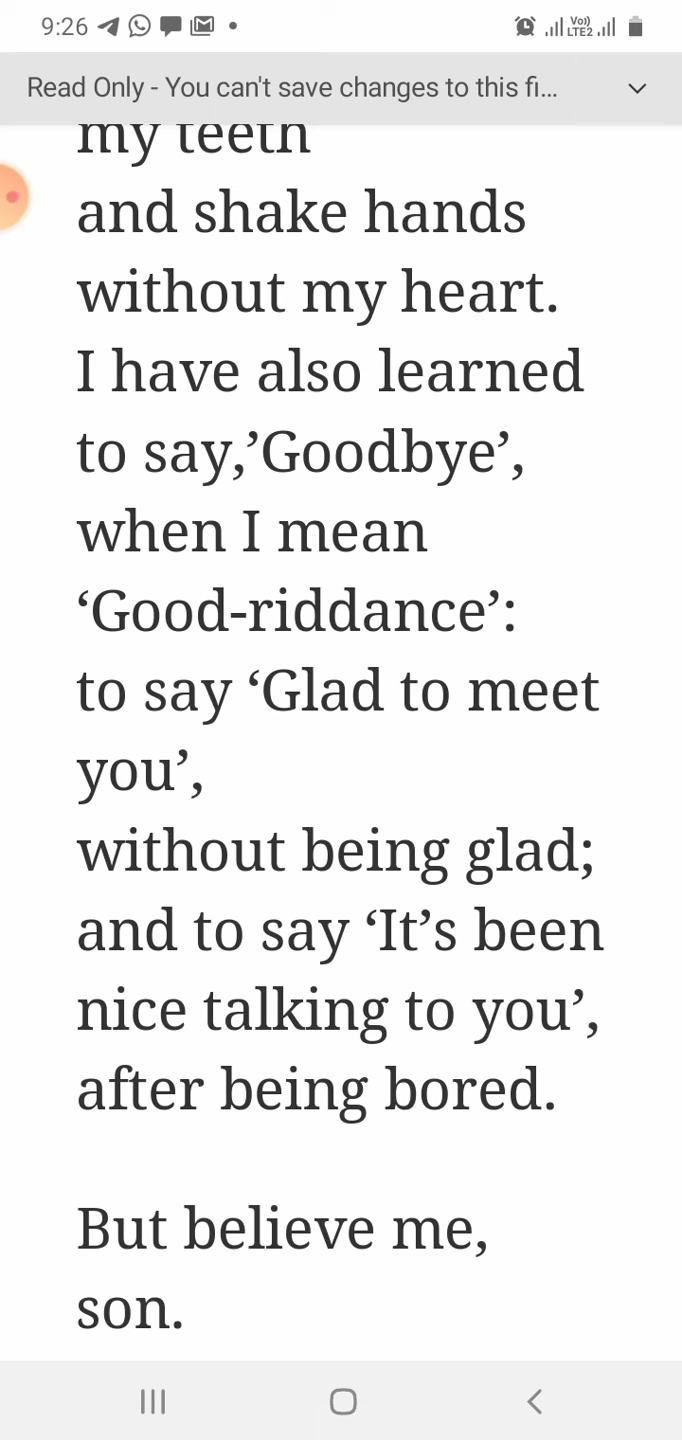 9:26
Vo)) LTE2
Read Only - You can't save changes to this fi...
my teeth
and shake hands
without my heart.
I have also learned
to say,’Goodbye’,
when I mean
‘Good-riddance’:
to say ‘Glad to meet
you’,
without being glad;
and to say ‘It’s been
nice talking to you’,
after being bored.
But believe me,
son.